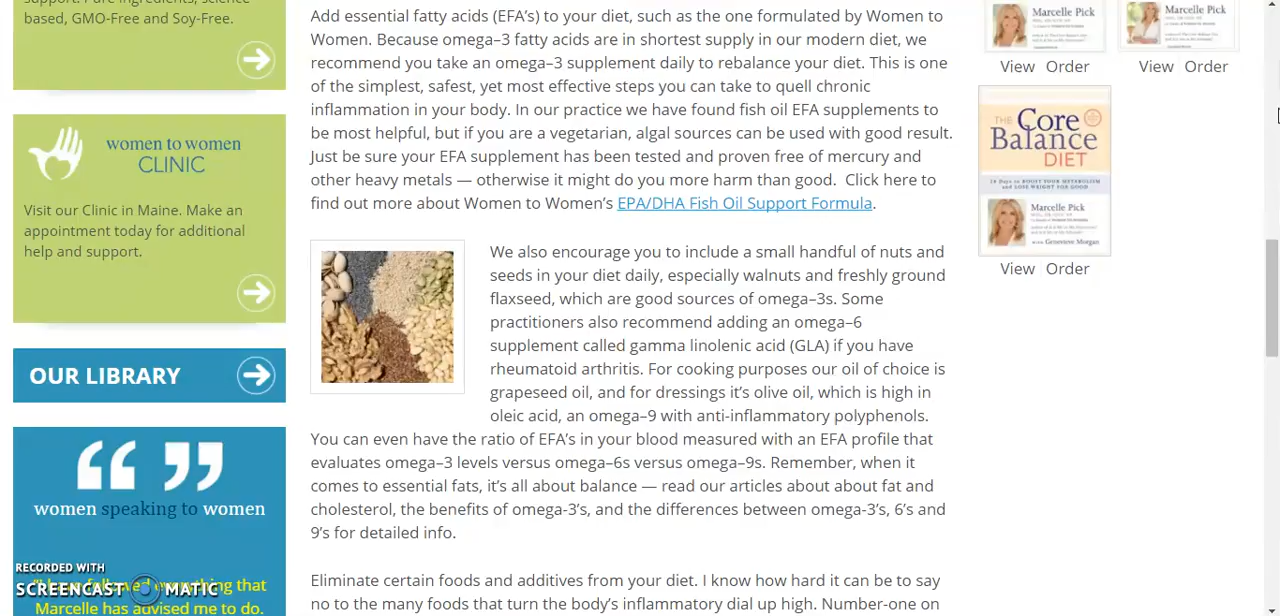 support. Pure ingredients, science
based, GMO-Free and Soy-Free.
women to women
CLINIC
Visit our Clinic in Maine. Make an
appointment today for additional
help and support.
OUR LIBRARY
women speaking to women
"I have followed everything that
Marcelle has advised me to do.
RECORDED WITH
SCREENCAST MATIC
Add essential fatty acids (EFA's) to your diet, such as the one formulated by Women to
Women. Because omega–3 fatty acids are in shortest supply in our modern diet, we
recommend you take an omega–3 supplement daily to rebalance your diet. This is one
of the simplest, safest, yet most effective steps you can take to quell chronic
inflammation in your body. In our practice we have found fish oil EFA supplements to
be most helpful, but if you are a vegetarian, algal sources can be used with good result.
Just be sure your EFA supplement has been tested and proven free of mercury and
other heavy metals — otherwise it might do you more harm than good.  Click here to
find out more about Women to Women's EPA/DHA Fish Oil Support Formula.
We also encourage you to include a small handful of nuts and
seeds in your diet daily, especially walnuts and freshly ground
flaxseed, which are good sources of omega–3s. Some
practitioners also recommend adding an omega–6
supplement called gamma linolenic acid (GLA) if you have
rheumatoid arthritis. For cooking purposes our oil of choice is
grapeseed oil, and for dressings it's olive oil, which is high in
oleic acid, an omega–9 with anti-inflammatory polyphenols.
You can even have the ratio of EFA's in your blood measured with an EFA profile that
evaluates omega–3 levels versus omega–6s versus omega–9s. Remember, when it
comes to essential fats, it's all about balance — read our articles about about fat and
cholesterol, the benefits of omega-3's, and the differences between omega-3's, 6's and
9's for detailed info.
Eliminate certain foods and additives from your diet. I know how hard it can be to say
no to the many foods that turn the body's inflammatory dial up high. Number-one on
Marcelle Pick
Marcelle Pick
View Order
View Order
THE Core
Balance
DIET
Marcelle Pick
WITH Genevieve Morgan
View Order